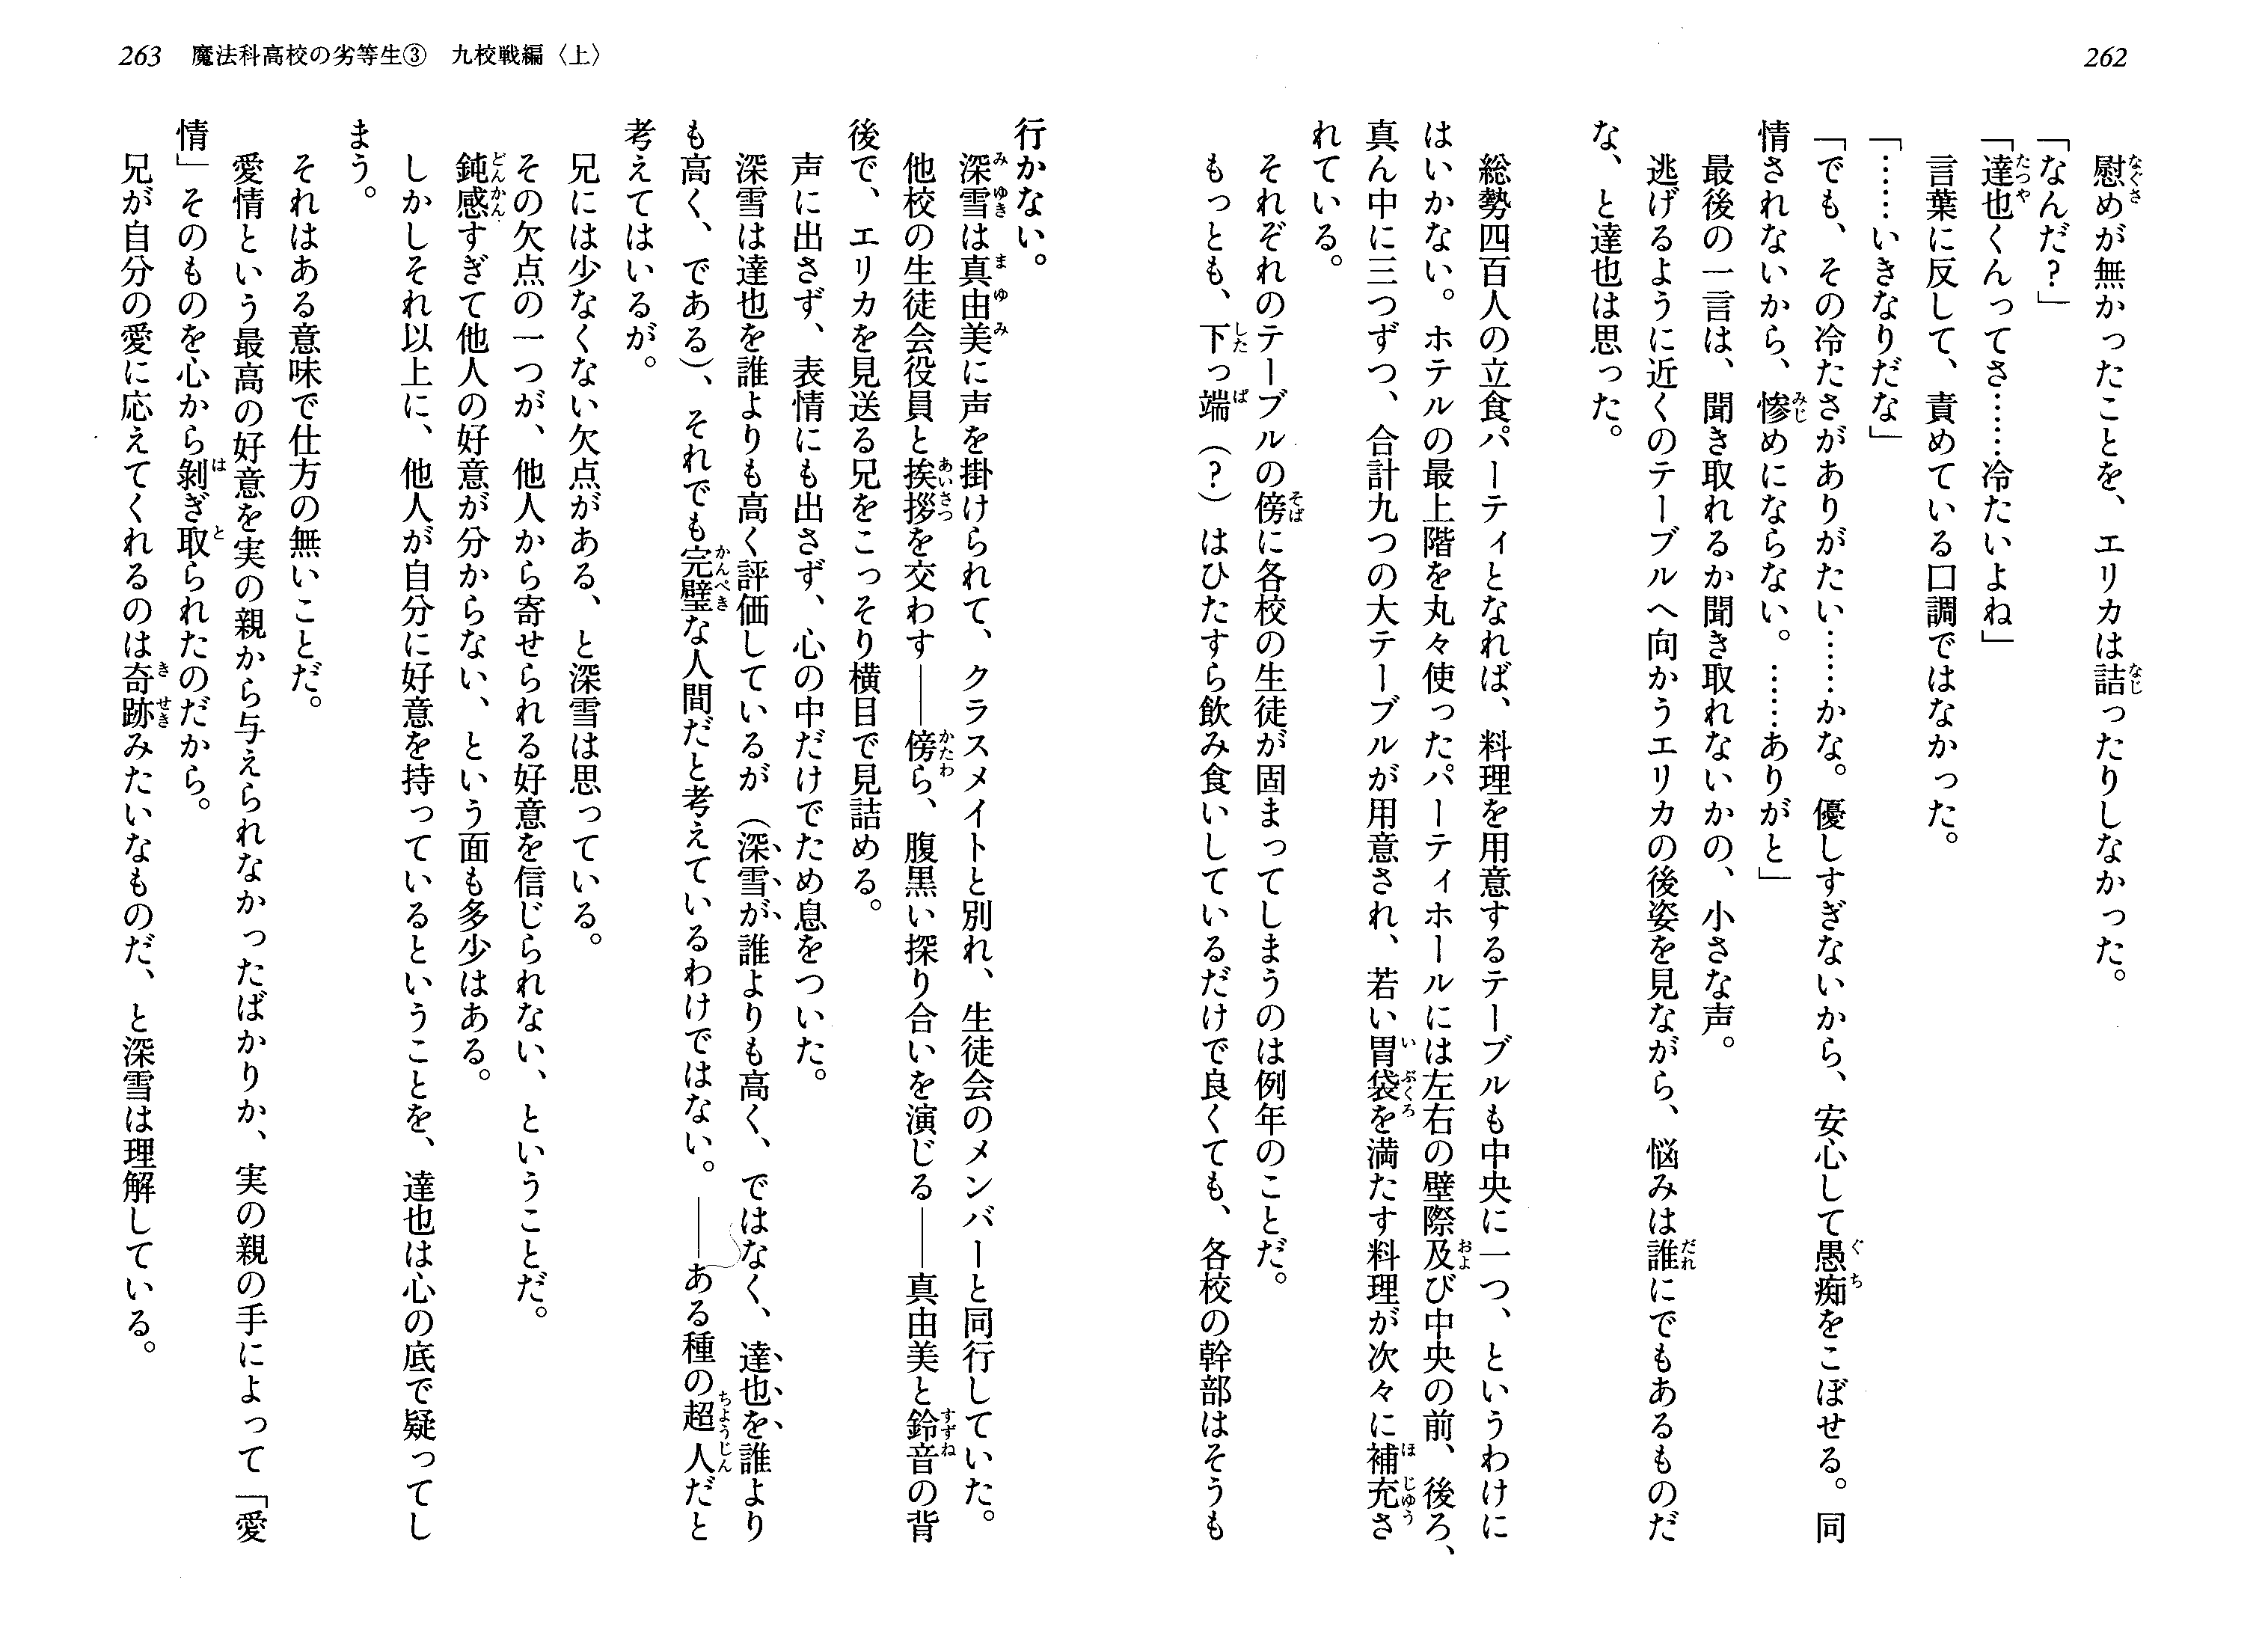 262
慰めが無かったことを、エリカは詰ったりしなかった。
「なんだ?」
「達也くんってさ……冷たいよね」
言葉に反して、責めている口調ではなかった。
「……いきなりだな」
「でも、その冷たさがありがたい……かな。優しすぎないから、安心して愚痴をこぼせる。同
情されないから、惨めにならない。……ありがと」
最後の一言は、聞き取れるか聞き取れないかの、小さな声。
逃げるように近くのテーブルへ向かうエリカの後姿を見ながら、悩みは誰にでもあるものだ
な、と達也は思った。
総勢四百人の立食パーティとなれば、料理を用意するテーブルも中央に一つ、というわけに
はいかない。ホテルの最上階を丸々使ったパーティホールには左右の壁際及び中央の前、後ろ、
真ん中に三つずつ、合計九つの大テーブルが用意され、若い胃袋を満たす料理が次々に補充さ
れている。
それぞれのテーブルの傍に各校の生徒が固まってしまうのは例年のことだ。
もっとも、下っ端(?)はひたすら飲み食いしているだけで良くても、各校の幹部はそうも
263 魔法科高校の劣等生③ 九校戦編〈上〉
行かない。
深雪は真由美に声を掛けられて、クラスメイトと別れ、生徒会のメンバーと同行していた。
他校の生徒会役員と挨拶を交わす——傍ら、腹黒い探り合いを演じる——真由美と鈴音の背
後で、エリカを見送る兄をこっそり横目で見詰める。
声に出さず、表情にも出さず、心の中だけでため息をついた。
深雪は達也を誰よりも高く評価しているが(深雪が誰よりも高く、ではなく、達也を誰より
も高く、である)、それでも完璧な人間だと考えているわけではない。——ある種の超人だと
考えてはいるが。
兄には少なくない欠点がある、と深雪は思っている。
その欠点の一つが、他人から寄せられる好意を信じられない、ということだ。
鈍感すぎて他人の好意が分からない、という面も多少はある。
しかしそれ以上に、他人が自分に好意を持っているということを、達也は心の底で疑ってし
まう。
それはある意味で仕方の無いことだ。
愛情という最高の好意を実の親から与えられなかったばかりか、実の親の手によって「愛
情」そのものを心から剝ぎ取られたのだから。
兄が自分の愛に応えてくれるのは奇跡みたいなものだ、と深雪は理解している。